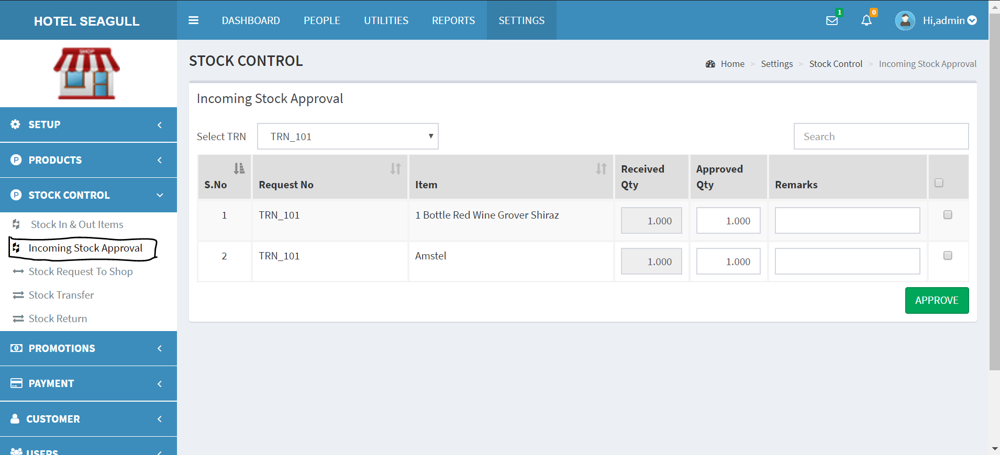 HOTEL SEAGULL
DASHBOARD PEOPLE UTILITIES REPORTS SETTINGS
1 0 Hi,admin
SHOP
STOCK CONTROL
Home > Settings > Stock Control > Incoming Stock Approval
SETUP
PRODUCTS
STOCK CONTROL
Stock In & Out Items
Incoming Stock Approval
Stock Request To Shop
Stock Transfer
Stock Return
PROMOTIONS
PAYMENT
CUSTOMER
USERS
Incoming Stock Approval
Select TRN TRN_101 Search
S.No Request No Item Received Qty Approved Qty Remarks
1 TRN_101 1 Bottle Red Wine Grover Shiraz 1.000 1.000
2 TRN_101 Amstel 1.000 1.000
APPROVE